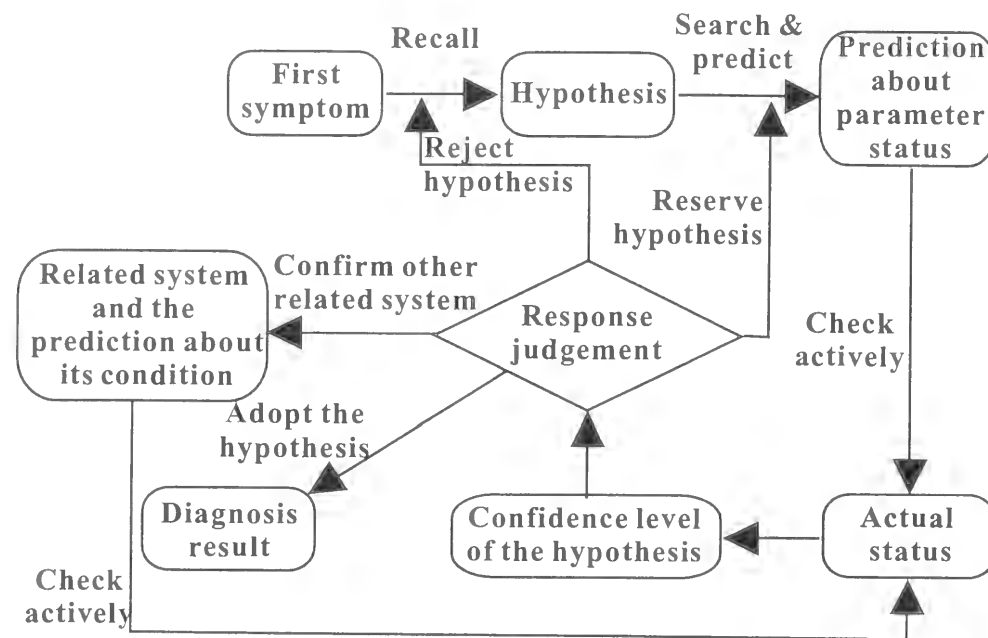 Recall
Search &
predict
First
symptom
Hypothesis
Prediction
about
parameter
status
Reject
hypothesis
Reserve
hypothesis
Related system
and the
prediction about
its condition
Confirm other
related system
Response
judgement
Check
actively
Adopt the
hypothesis
Diagnosis
result
Confidence level
of the hypothesis
Actual
status
Check
actively